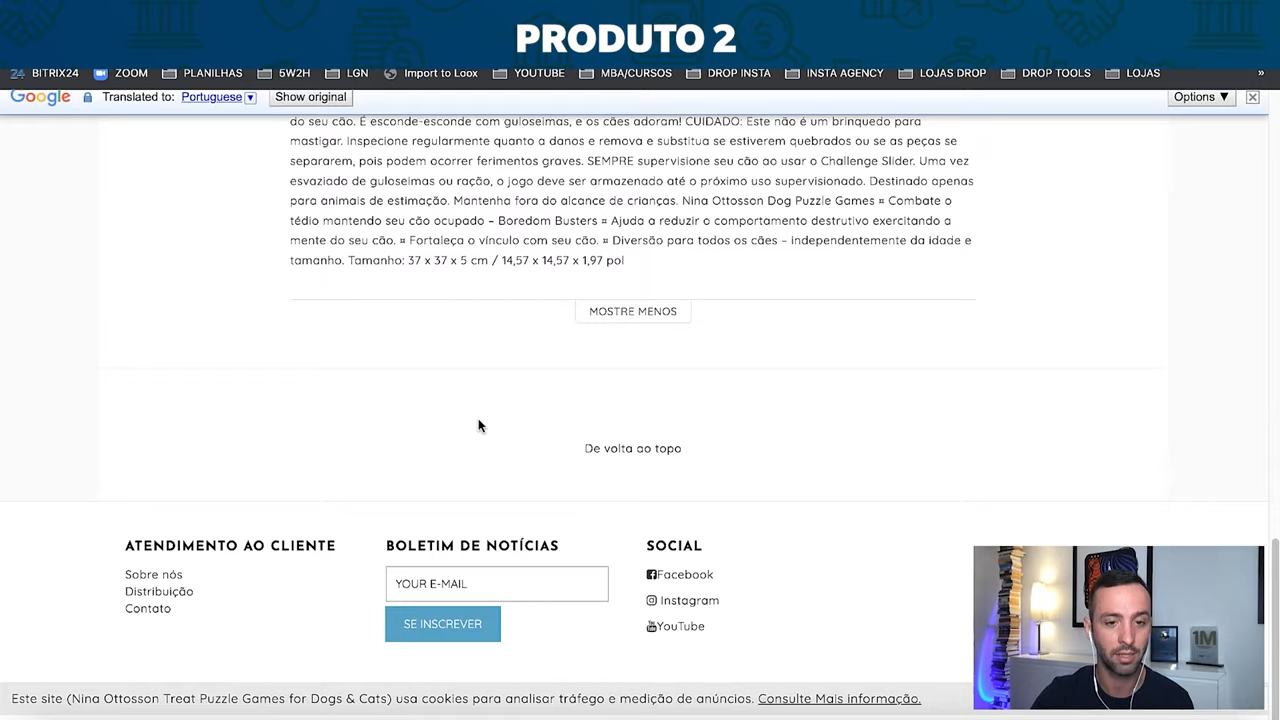 PRODUTO 2
24 BITRIX24 ZOOM PLANILHAS 5W2H LGN Import to Loox YOUTUBE MBA/CURSOS DROP INSTA INSTA AGENCY LOJAS DROP DROP TOOLS LOJAS »
Google Translated to: Portuguese ▼ Show original Options ▼
do seu cão. É esconde-esconde com guloseimas, e os cães adoram! CUIDADO: Este não é um brinquedo para
mastigar. Inspecione regularmente quanto a danos e remova e substitua se estiverem quebrados ou se as peças se
separarem, pois podem ocorrer ferimentos graves. SEMPRE supervisione seu cão ao usar o Challenge Slider. Uma vez
esvaziado de guloseimas ou ração, o jogo deve ser armazenado até o próximo uso supervisionado. Destinado apenas
para animais de estimação. Mantenha fora do alcance de crianças. Nina Ottosson Dog Puzzle Games ¤ Combate o
tédio mantendo seu cão ocupado – Boredom Busters ¤ Ajuda a reduzir o comportamento destrutivo exercitando a
mente do seu cão. ¤ Fortaleça o vínculo com seu cão. ¤ Diversão para todos os cães – independentemente da idade e
tamanho. Tamanho: 37 x 37 x 5 cm / 14,57 x 14,57 x 1,97 pol
MOSTRE MENOS
De volta ao topo
ATENDIMENTO AO CLIENTE
Sobre nós
Distribuição
Contato
BOLETIM DE NOTÍCIAS
YOUR E-MAIL
SE INSCREVER
SOCIAL
Facebook
Instagram
YouTube
1M
Este site (Nina Ottosson Treat Puzzle Games for Dogs & Cats) usa cookies para analisar tráfego e medição de anúncios. Consulte Mais informação.